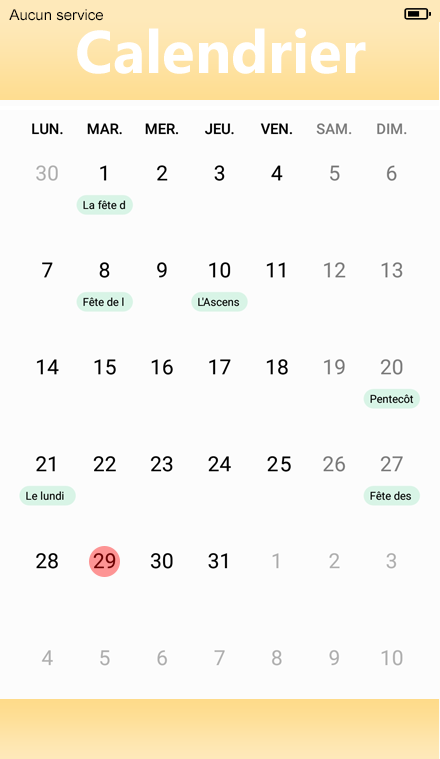 Aucun service
Calendrier
LUN. MAR. MER. JEU. VEN. SAM. DIM.
30 1 2 3 4 5 6
La fête d
7 8 9 10 11 12 13
Fête de l L'Ascens
14 15 16 17 18 19 20
Pentecôt
21 22 23 24 25 26 27
Le lundi Fête des
28 29 30 31 1 2 3
4 5 6 7 8 9 10